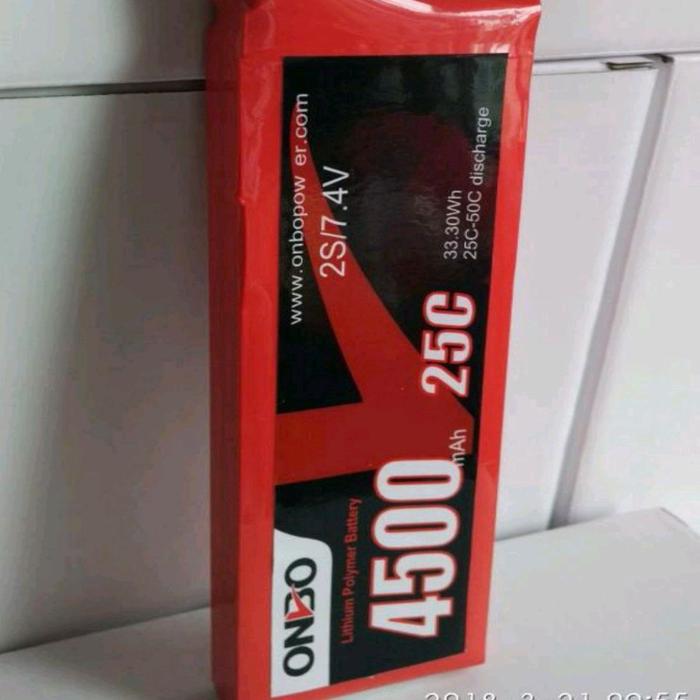 www.onbopow er.com
2S/7.4V
33.30Wh
25C-50C discharge
ONBO
Lithium Polymer Battery
4500mAh 25C